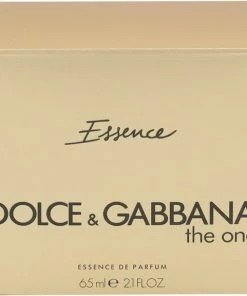 Essence
DOLCE & GABBANA
the one
ESSENCE DE PARFUM
65 ml ℮ 2.1 FL.OZ.